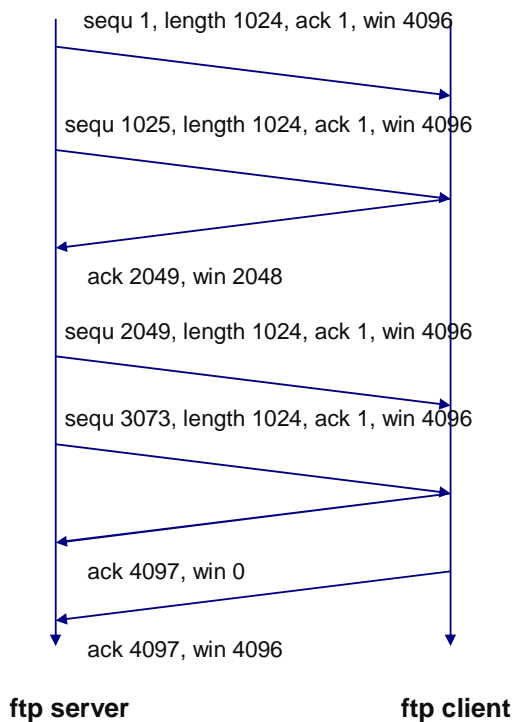 sequ 1, length 1024, ack 1, win 4096
sequ 1025, length 1024, ack 1, win 4096
ack 2049, win 2048
sequ 2049, length 1024, ack 1, win 4096
sequ 3073, length 1024, ack 1, win 4096
ack 4097, win 0
ack 4097, win 4096
ftp server ftp client